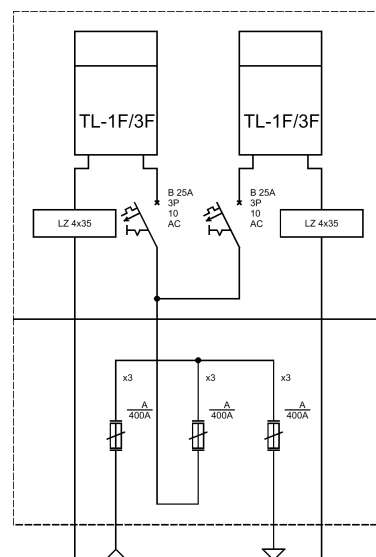 TL-1F/3F
TL-1F/3F
B 25A
3P
10
AC
B 25A
3P
10
AC
LZ 4x35
LZ 4x35
x3
x3
x3
A
400A
A
400A
A
400A